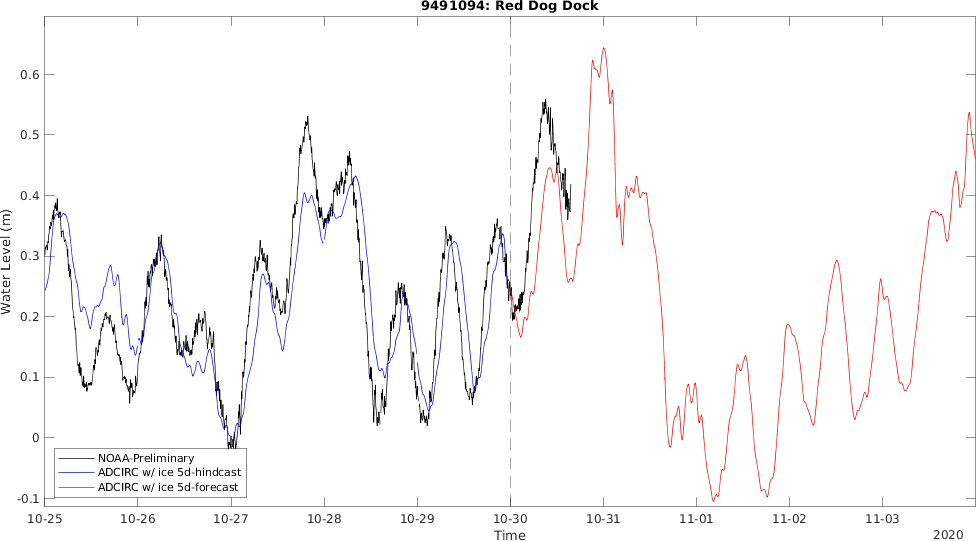 9491094: Red Dog Dock
Water Level (m)
0.6
0.5
0.4
0.3
0.2
0.1
0
-0.1
NOAA-Preliminary
ADCIRC w/ ice 5d-hindcast
ADCIRC w/ ice 5d-forecast
10-25 10-26 10-27 10-28 10-29 10-30 10-31 11-01 11-02 11-03
Time
2020